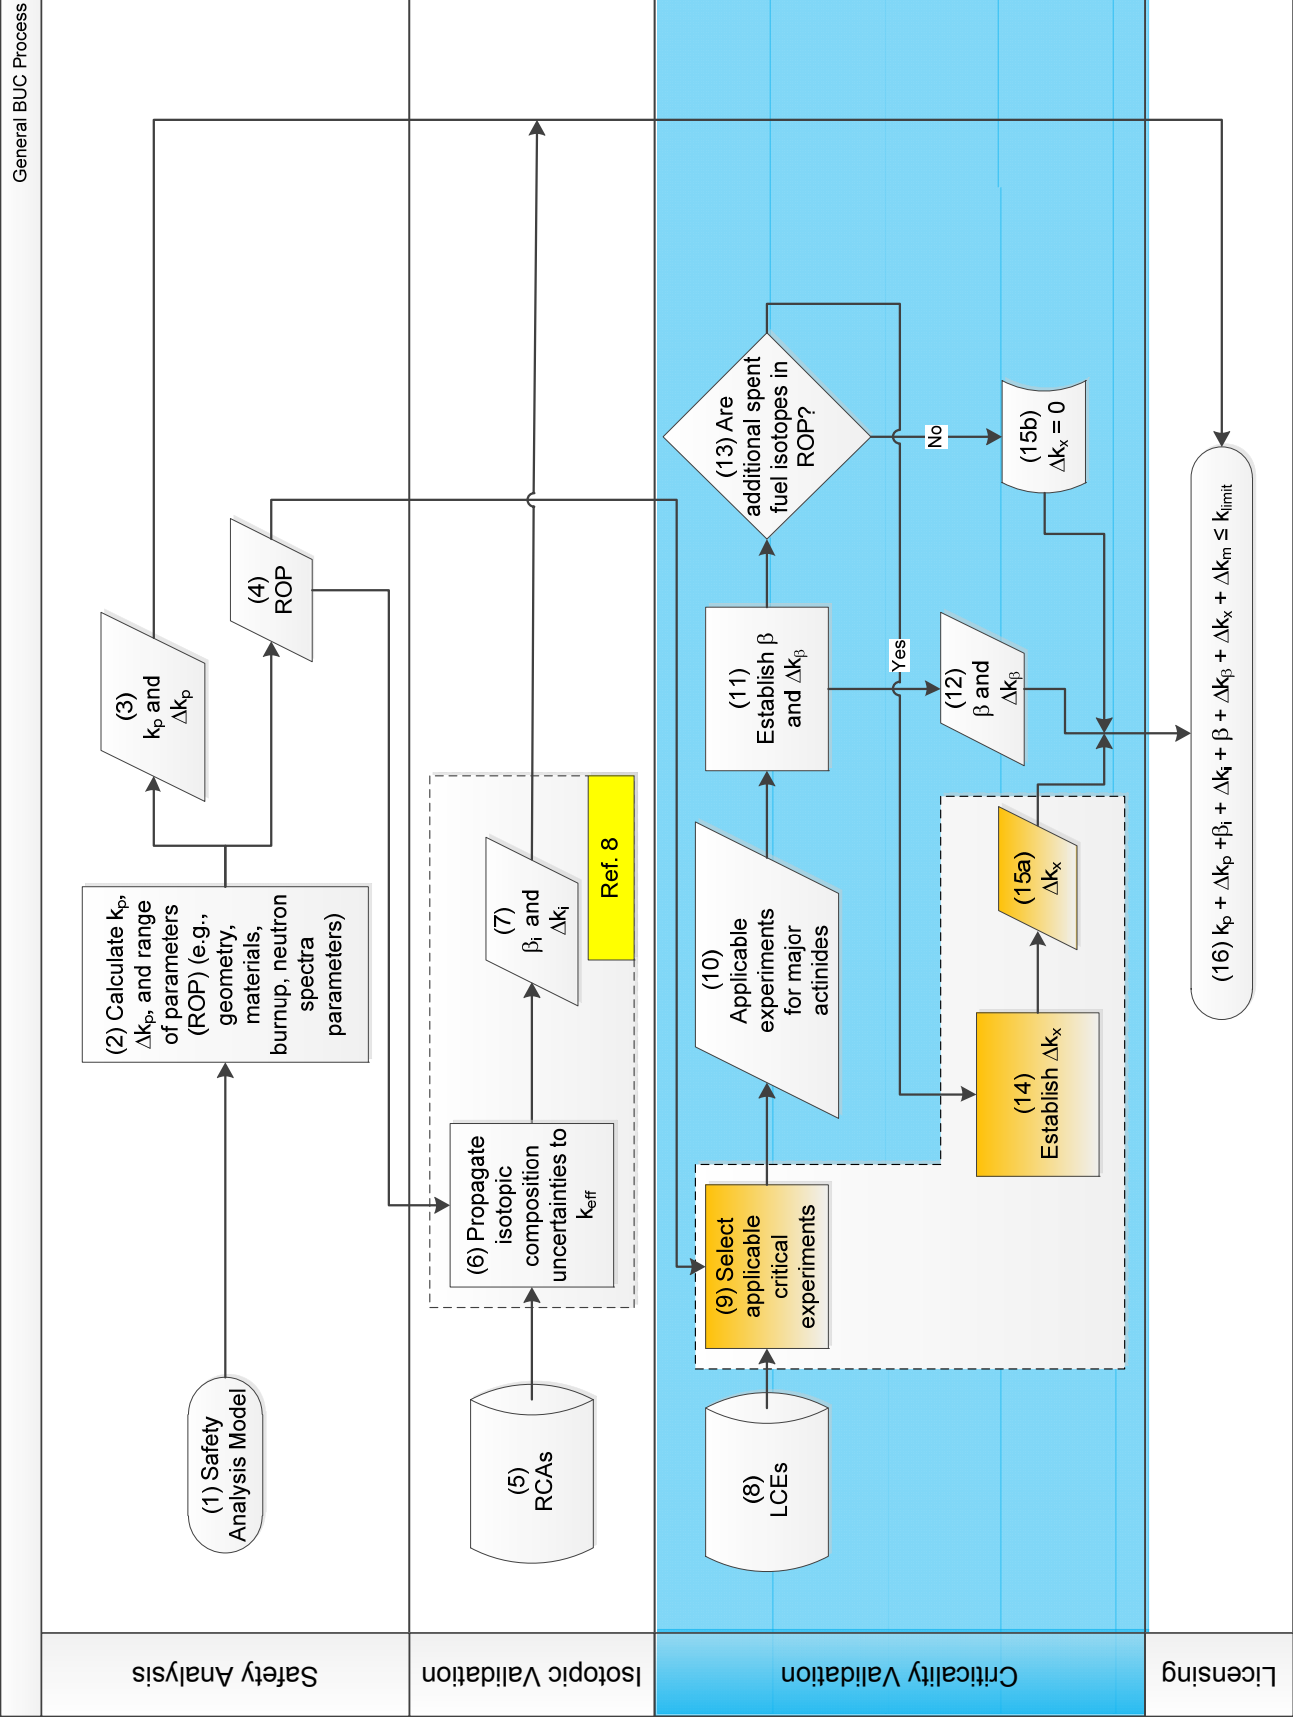 General BUC Process
Safety Analysis
(1) Safety
Analysis Model
(2) Calculate kp,
Δkp, and range
of parameters
(ROP) (e.g.,
geometry,
materials,
burnup, neutron
spectra
parameters)
(3)
kp and
Δkp
(4)
ROP
Isotopic Validation
(5)
RCAs
(6) Propagate
isotopic
composition
uncertainties to
keff
(7)
βi and
Δki
Ref. 8
Criticality Validation
(8)
LCEs
(9) Select
applicable
critical
experiments
(10)
Applicable
experiments
for major
actinides
(11)
Establish β
and Δkβ
(12)
β and
Δkβ
(13) Are
additional spent
fuel isotopes in
ROP?
Yes
No
(14)
Establish Δkx
(15a)
Δkx
(15b)
Δkx = 0
Licensing
(16) kp + Δkp +βi + Δki + β + Δkβ + Δkx + Δkm ≤ klimit